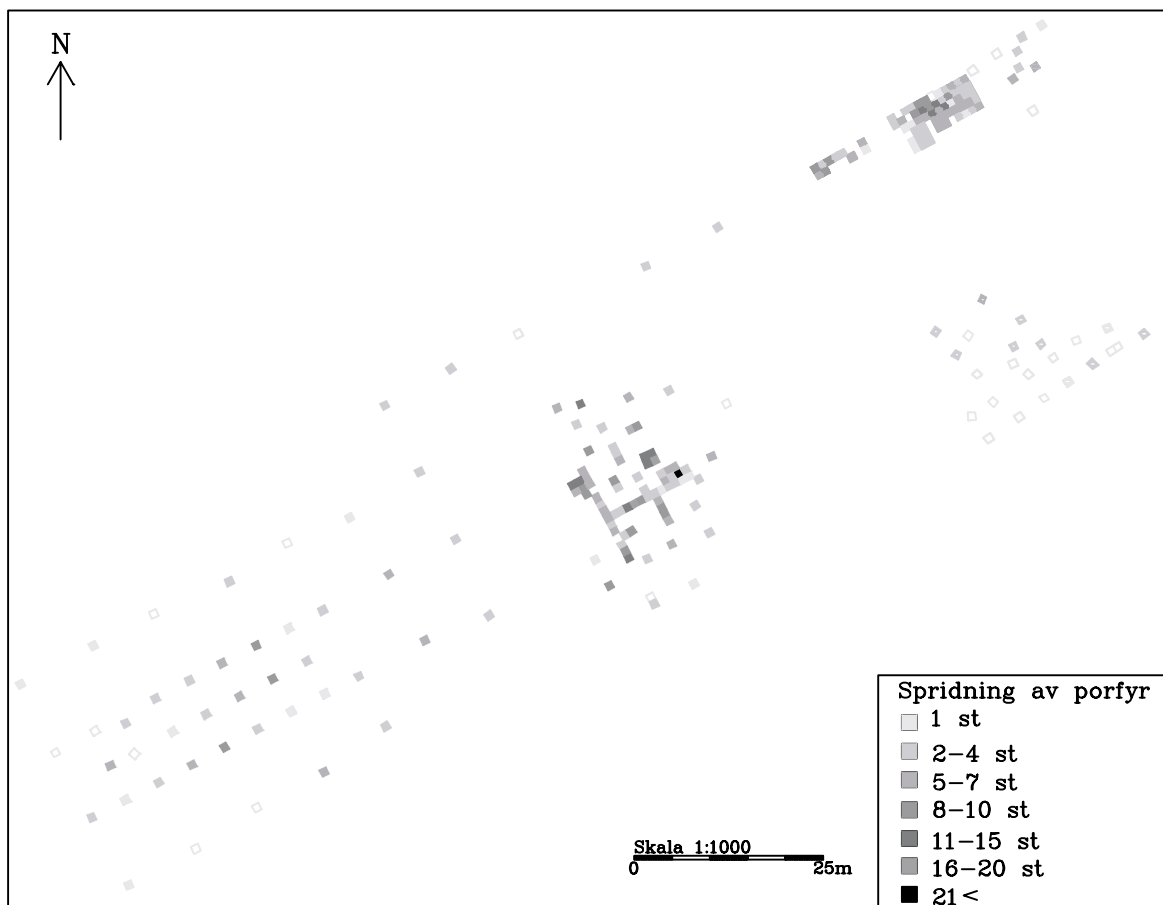 N
Spridning av porfyr
1 st
2-4 st
5-7 st
8-10 st
11-15 st
16-20 st
21<
Skala 1:1000
0 25m